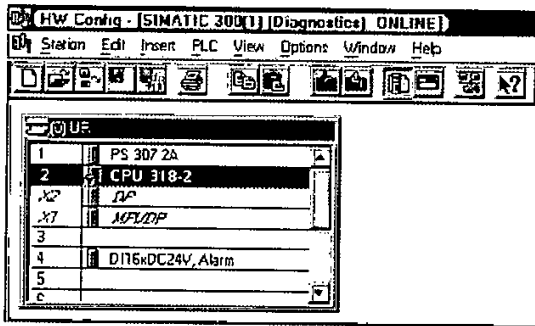 HW Config - [SIMATIC 300(1) (Diagnostics) ONLINE]
Station Edit Insert PLC View Options Window Help
(0) UR
1 PS 307 2A
2 CPU 318-2
X2 DP
X1 MPI/DP
3
4 DI16xDC24V, Alarm
5
6